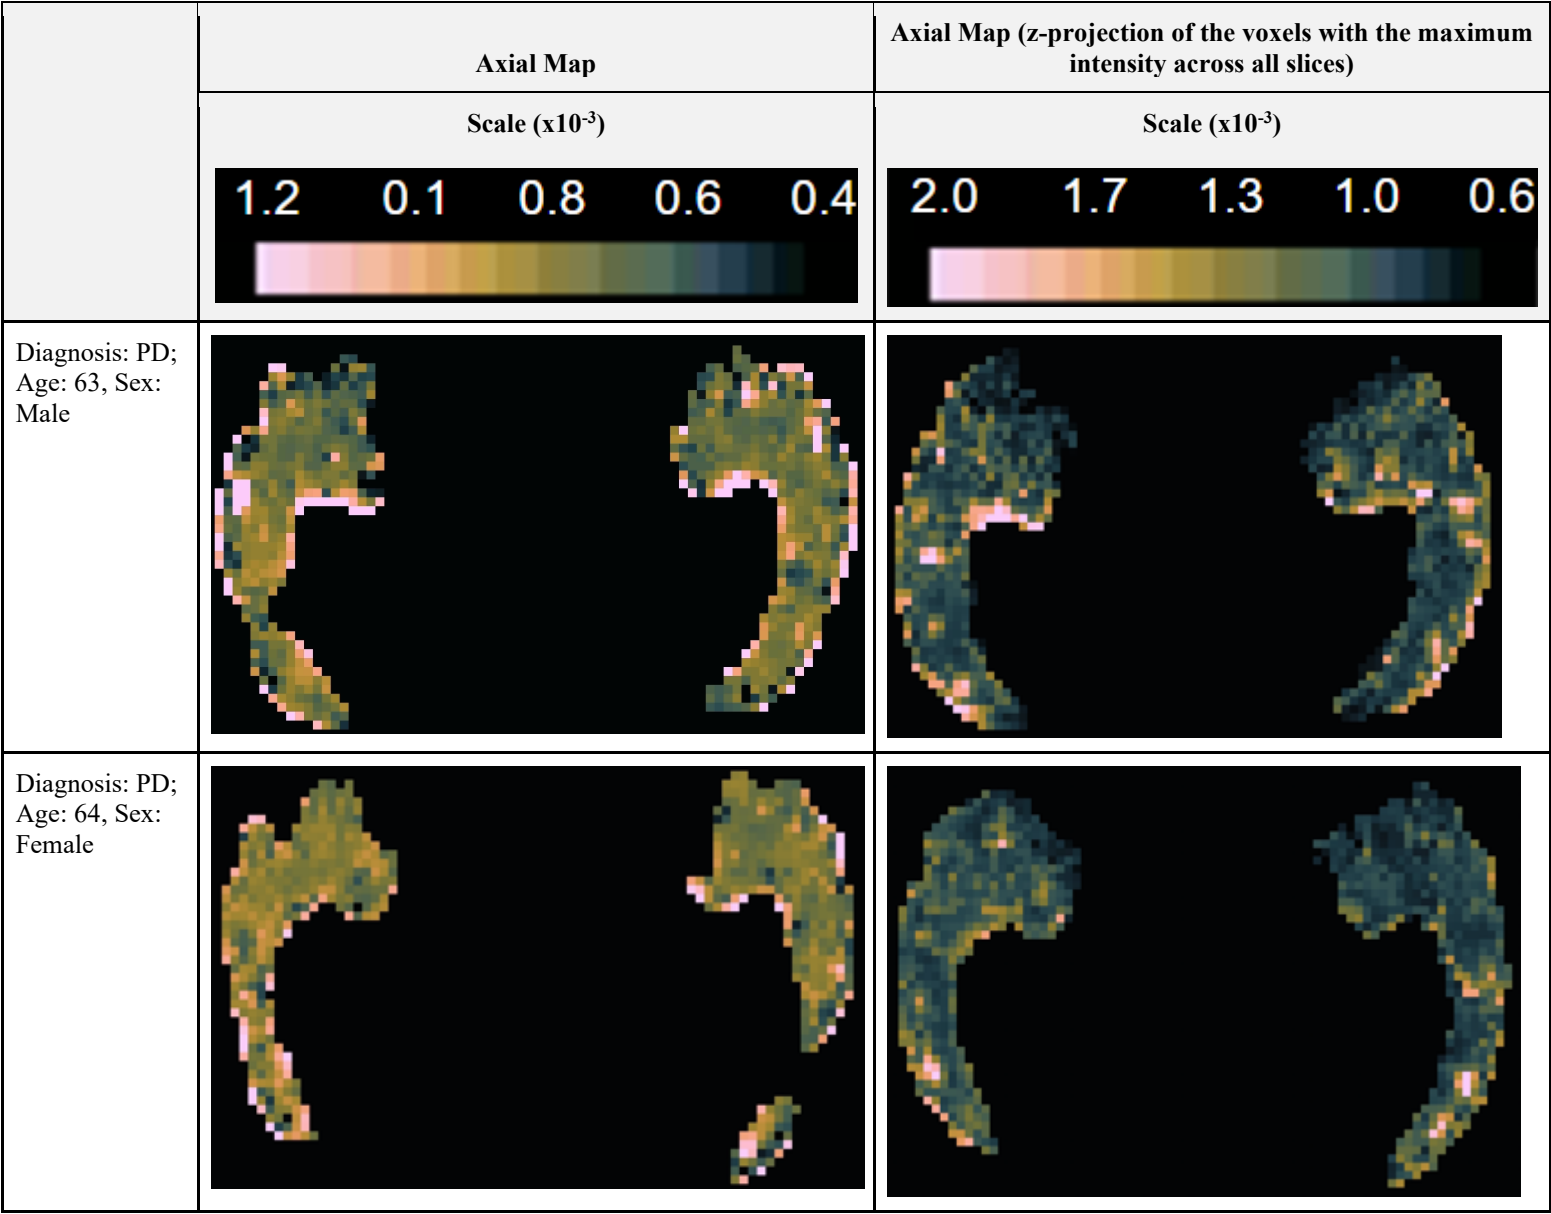 Axial Map
Axial Map (z-projection of the voxels with the maximum
intensity across all slices)
Scale (x10-3)
Scale (x10-3)
1.2 0.1 0.8 0.6 0.4
2.0 1.7 1.3 1.0 0.6
Diagnosis: PD;
Age: 63, Sex:
Male
Diagnosis: PD;
Age: 64, Sex:
Female